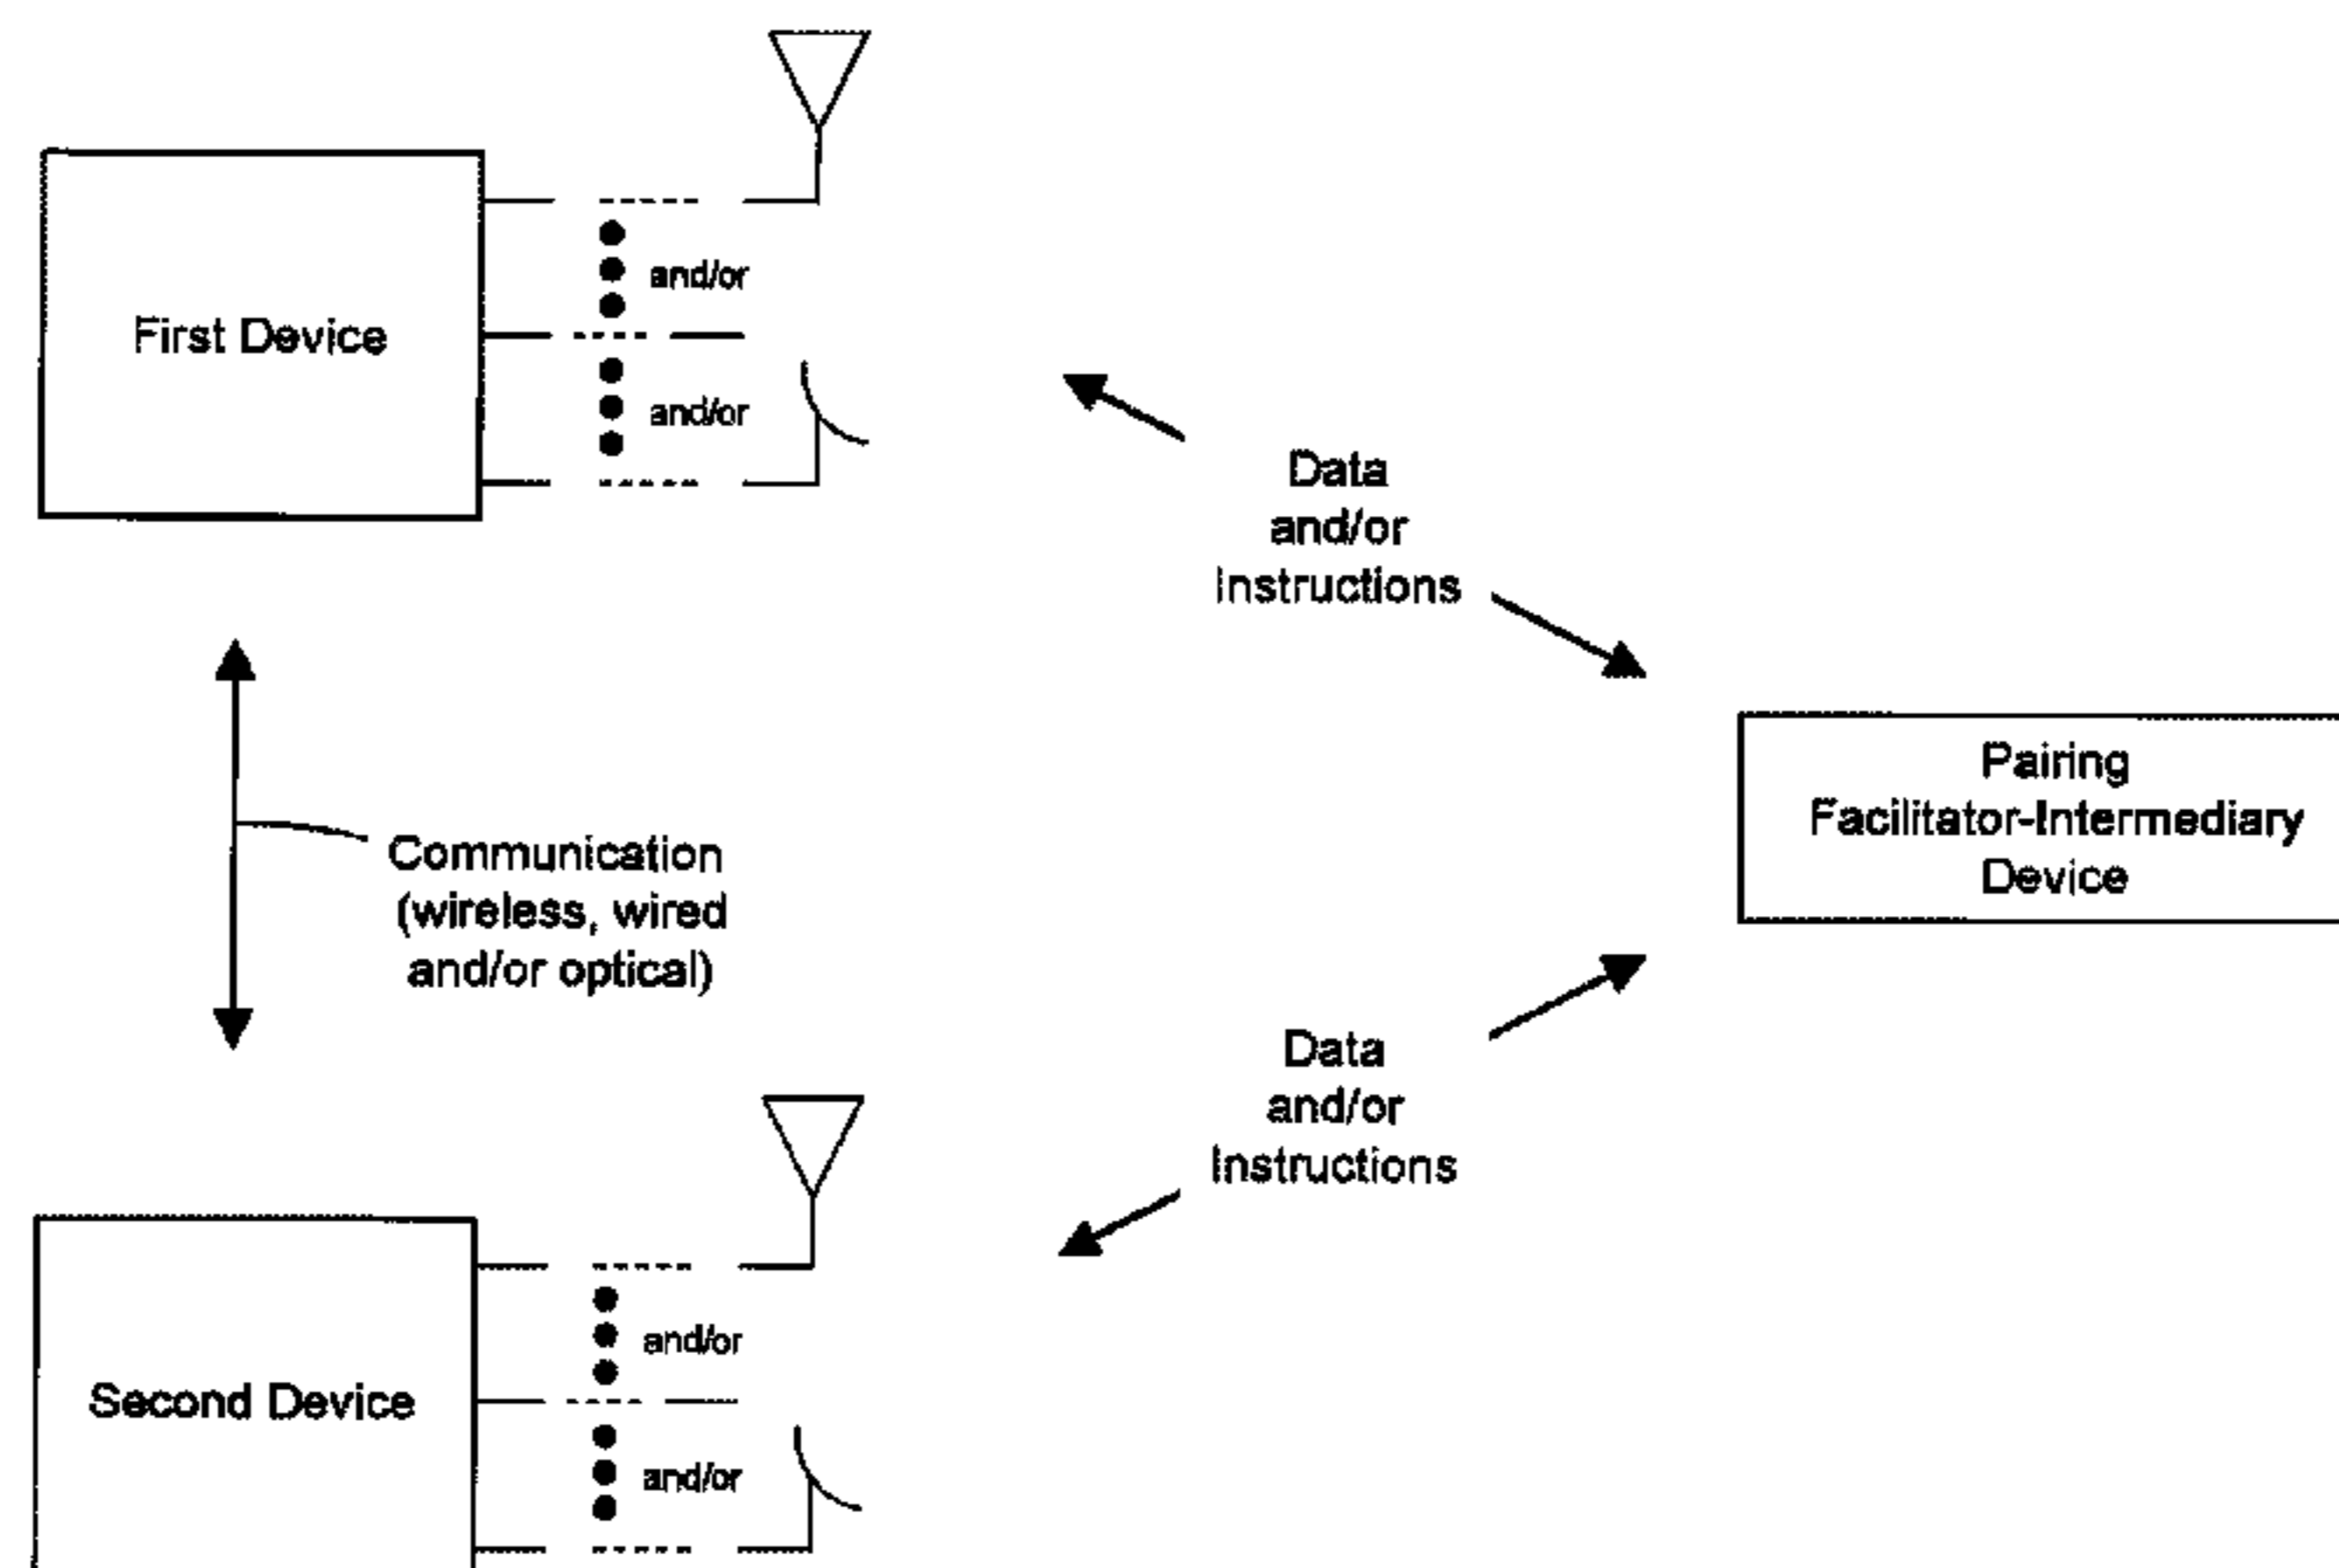 First Device
and/or
and/or
Data
and/or
Instructions
Pairing
Facilitator-Intermediary
Device
Communication
(wireless, wired
and/or optical)
Data
and/or
Instructions
Second Device
and/or
and/or